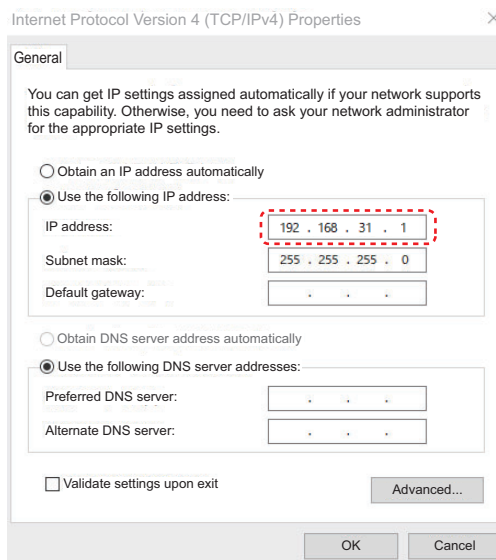 Internet Protocol Version 4 (TCP/IPv4) Properties
General
You can get IP settings assigned automatically if your network supports
this capability. Otherwise, you need to ask your network administrator
for the appropriate IP settings.
Obtain an IP address automatically
Use the following IP address:
IP address: 192 . 168 . 31 . 1
Subnet mask: 255 . 255 . 255 . 0
Default gateway: . . .
Obtain DNS server address automatically
Use the following DNS server addresses:
Preferred DNS server: . . .
Alternate DNS server: . . .
Validate settings upon exit
Advanced...
OK Cancel